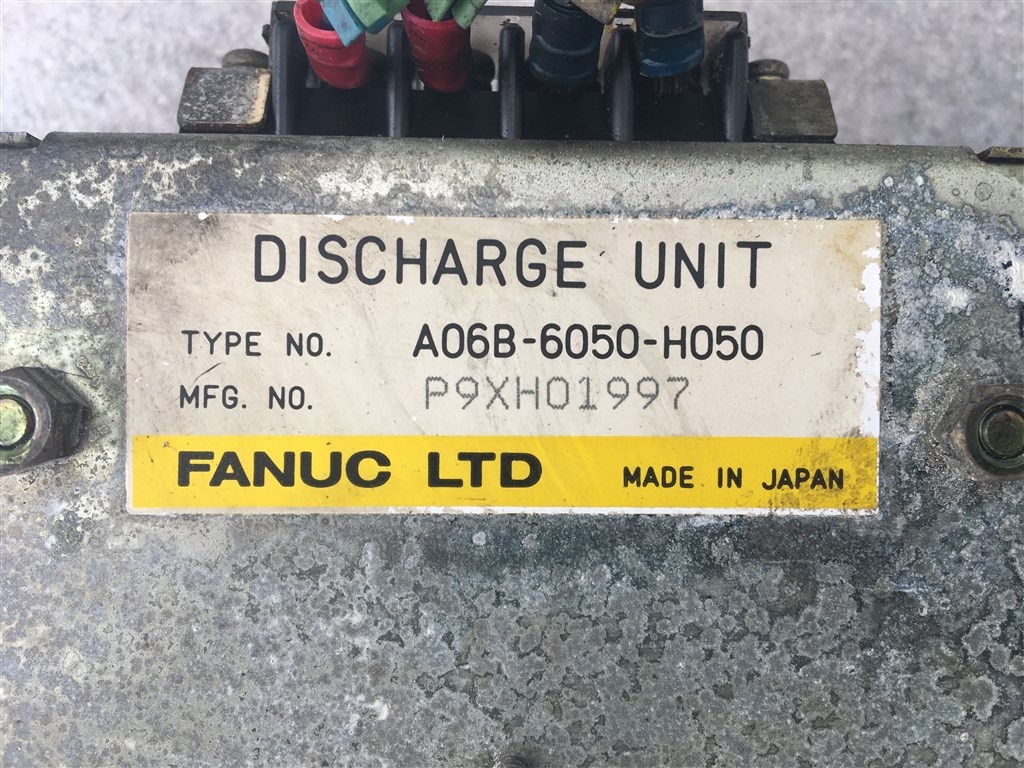 DISCHARGE UNIT
TYPE NO. A06B-6050-H050
MFG. NO. P9XH01997
FANUC LTD MADE IN JAPAN